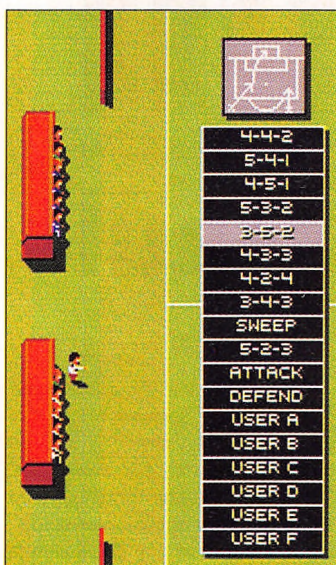 4-4-2
5-4-1
4-5-1
5-3-2
3-5-2
4-3-3
4-2-4
3-4-3
SWEEP
5-2-3
ATTACK
DEFEND
USER A
USER B
USER C
USER D
USER E
USER F